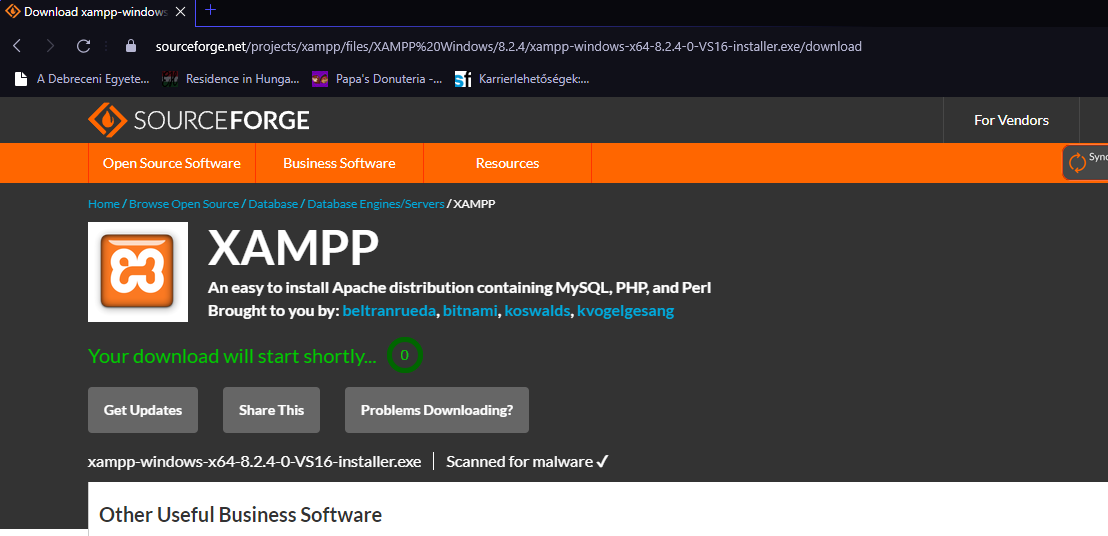 Download xampp-windows
sourceforge.net/projects/xampp/files/XAMPP%20Windows/8.2.4/xampp-windows-x64-8.2.4-0-VS16-installer.exe/download
A Debreceni Egyete... Residence in Hunga... Papa's Donuteria -... Karrierlehetőségek:...
SOURCEFORGE
For Vendors
Open Source Software Business Software Resources
Sync
Home / Browse Open Source / Database / Database Engines/Servers / XAMPP
XAMPP
An easy to install Apache distribution containing MySQL, PHP, and Perl
Brought to you by: beltranrueda, bitnami, koswalds, kvogelgesang
Your download will start shortly... 0
Get Updates Share This Problems Downloading?
xampp-windows-x64-8.2.4-0-VS16-installer.exe Scanned for malware ✓
Other Useful Business Software